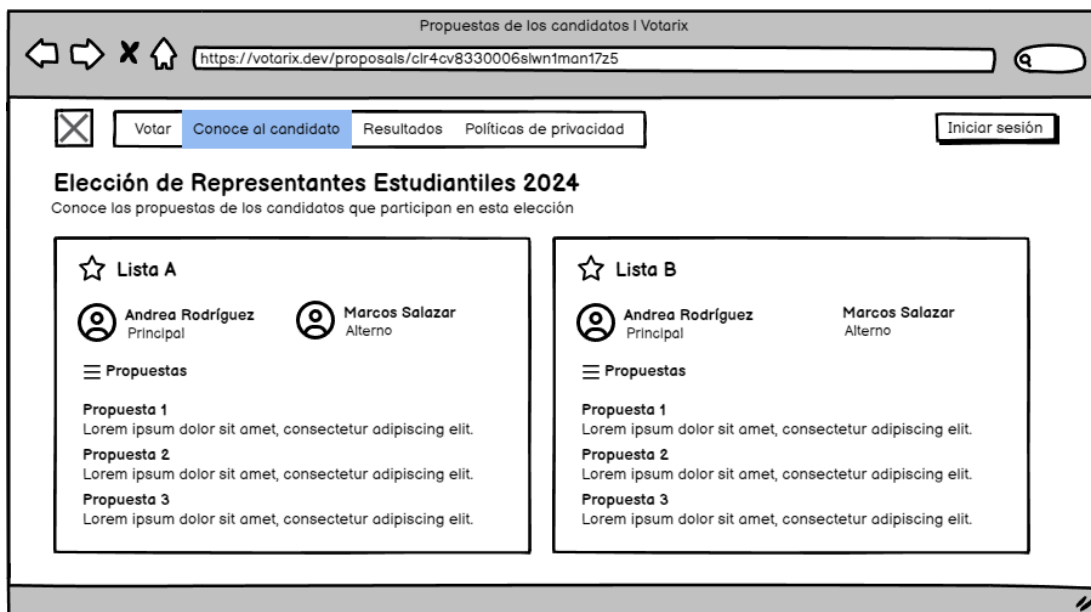 Propuestas de los candidatos | Votarix
https://votarix.dev/proposals/clr4cv8330006slwn1man17z5
Votar Conoce al candidato Resultados Políticas de privacidad Iniciar sesión
Elección de Representantes Estudiantiles 2024
Conoce las propuestas de los candidatos que participan en esta elección
Lista A
Andrea Rodríguez Marcos Salazar
Principal Alterno
Propuestas
Propuesta 1
Lorem ipsum dolor sit amet, consectetur adipiscing elit.
Propuesta 2
Lorem ipsum dolor sit amet, consectetur adipiscing elit.
Propuesta 3
Lorem ipsum dolor sit amet, consectetur adipiscing elit.
Lista B
Andrea Rodríguez Marcos Salazar
Principal Alterno
Propuestas
Propuesta 1
Lorem ipsum dolor sit amet, consectetur adipiscing elit.
Propuesta 2
Lorem ipsum dolor sit amet, consectetur adipiscing elit.
Propuesta 3
Lorem ipsum dolor sit amet, consectetur adipiscing elit.